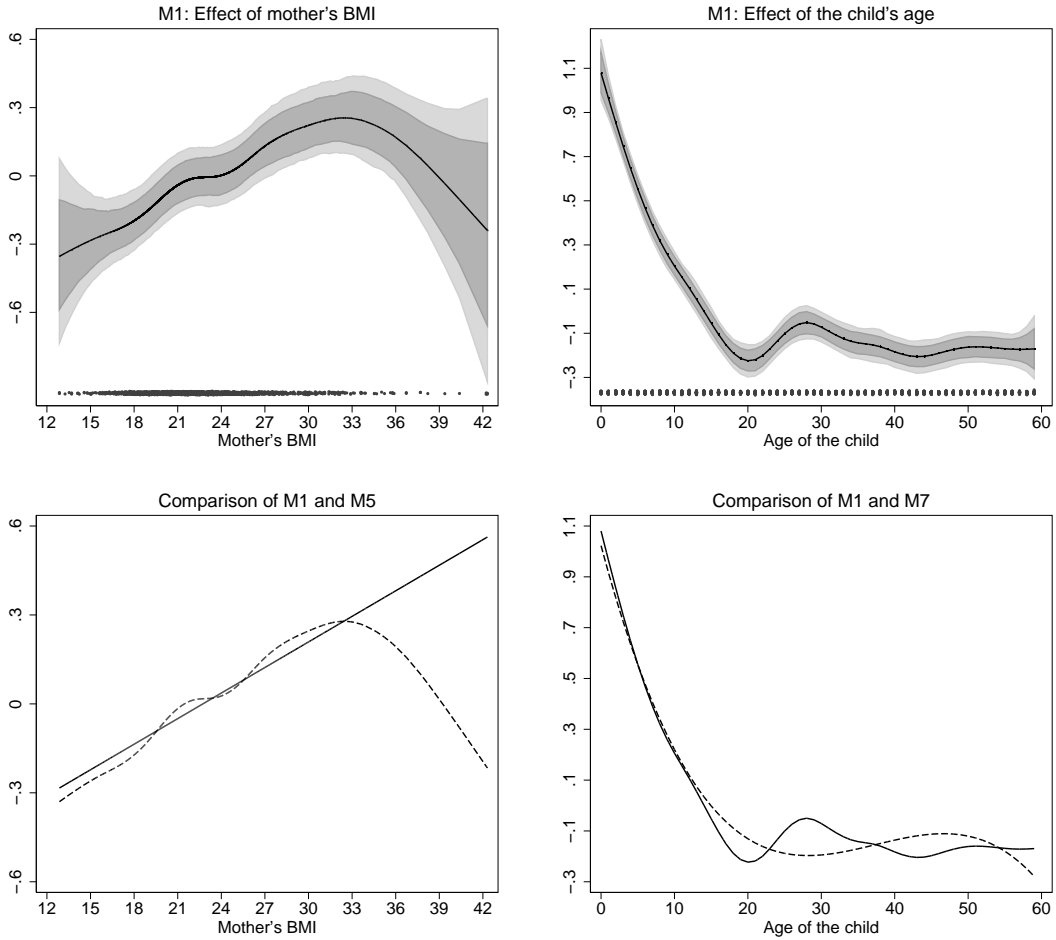 M1: Effect of mother's BMI
.6
.3
0
−.3
−.6
12 15 18 21 24 27 30 33 36 39 42
Mother's BMI
M1: Effect of the child's age
1.1
.9
.7
.5
.3
.1
−.1
−.3
0 10 20 30 40 50 60
Age of the child
Comparison of M1 and M5
.6
.3
0
−.3
−.6
12 15 18 21 24 27 30 33 36 39 42
Mother's BMI
Comparison of M1 and M7
1.1
.9
.7
.5
.3
.1
−.1
−.3
0 10 20 30 40 50 60
Age of the child